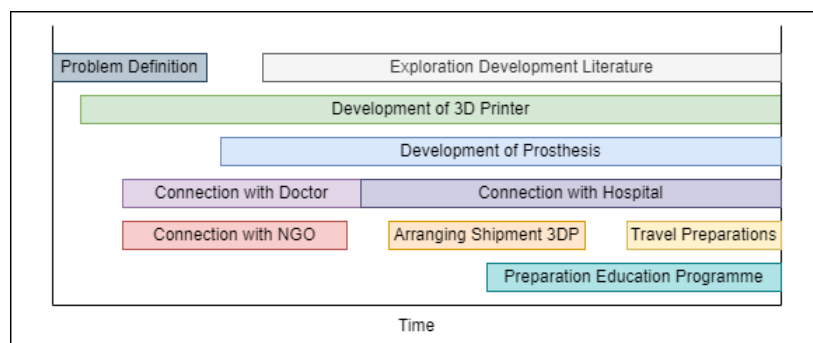 Problem Definition
Exploration Development Literature
Development of 3D Printer
Development of Prosthesis
Connection with Doctor
Connection with Hospital
Connection with NGO
Arranging Shipment 3DP
Travel Preparations
Preparation Education Programme
Time